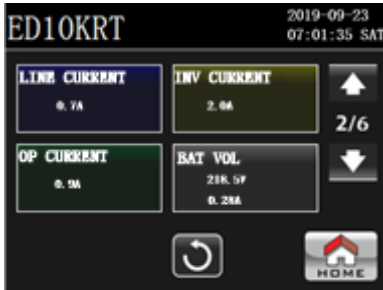 ED10KRT
2019-09-23
07:01:35 SAT
LINE CURRENT
0.7A
INV CURRENT
2.0A
2/6
OP CURRENT
0.9A
BAT VOL
218.5V
0.28A
HOME